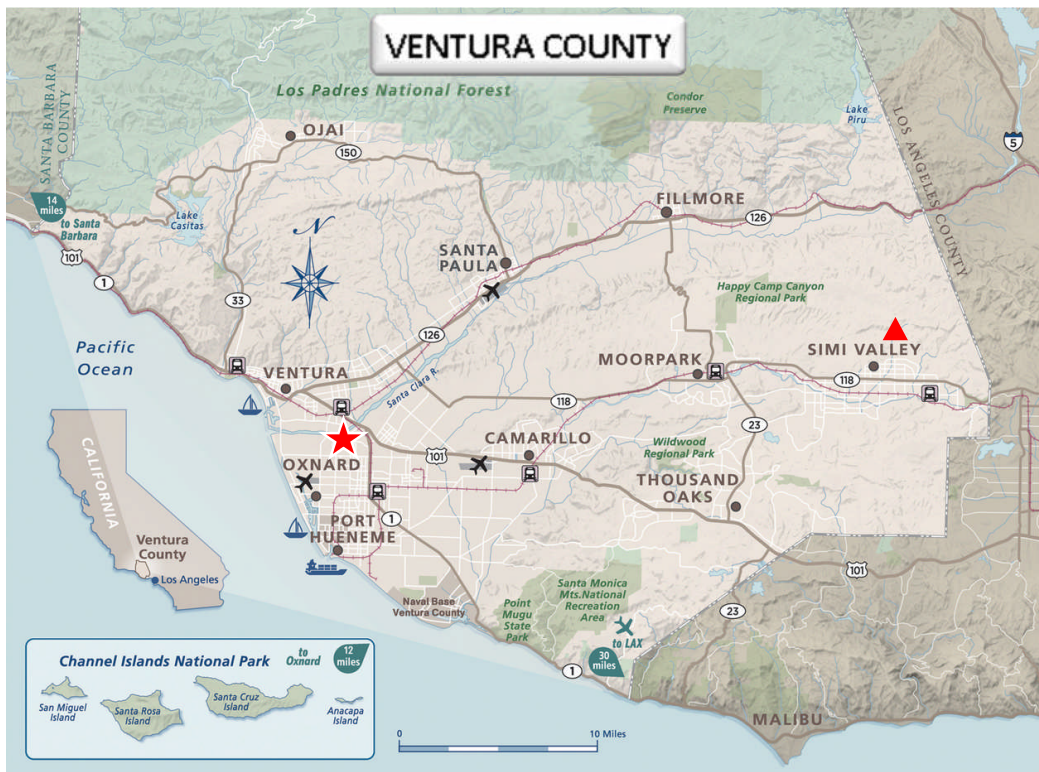 VENTURA COUNTY
Los Padres National Forest
Condor
Preserve
Lake
Piru
SANTA BARBARA
COUNTY
LOS ANGELES COUNTY
5
OJAI
150
14
miles
to Santa
Barbara
Lake
Casitas
N
FILLMORE
126
SANTA
PAULA
101
1
33
126
Happy Camp Canyon
Regional Park
Pacific
Ocean
VENTURA
Santa Clara R.
MOORPARK
SIMI VALLEY
118
118
23
CALIFORNIA
Ventura
County
Los Angeles
OXNARD
101
CAMARILLO
Wildwood
Regional Park
THOUSAND
OAKS
PORT
HUENEME
1
101
23
Naval Base
Ventura County
Point
Mugu
State
Park
Santa Monica
Mts.National
Recreation
Area
to LAX
30
miles
1
MALIBU
Channel Islands National Park
to
Oxnard
12
miles
San Miguel
Island
Santa Rosa
Island
Santa Cruz
Island
Anacapa
Island
0
10 Miles